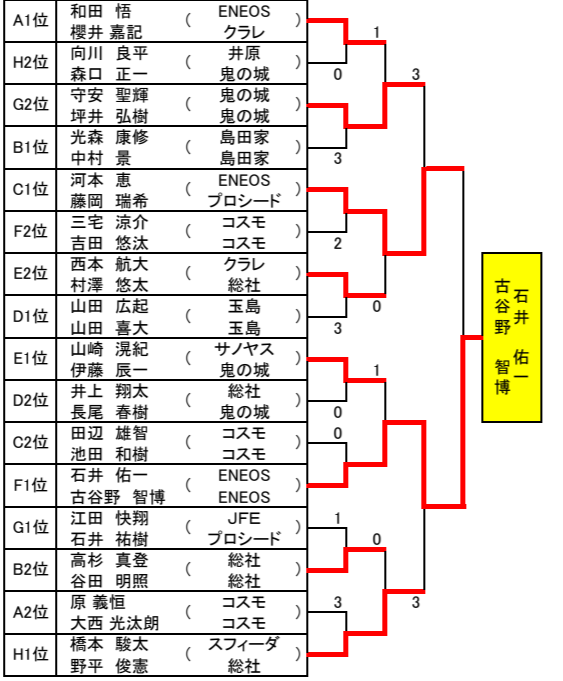 A1位 和田 悟 ( ENEOS )
櫻井 嘉記 クラレ
H2位 向川 良平 ( 井原 )
森口 正一 鬼の城
G2位 守安 聖輝 ( 鬼の城 )
坪井 弘樹 鬼の城
B1位 光森 康修 ( 島田家 )
中村 景 島田家
C1位 河本 恵 ( ENEOS )
藤岡 瑞希 プロシード
F2位 三宅 涼介 ( コスモ )
吉田 悠汰 コスモ
E2位 西本 航大 ( クラレ )
村澤 悠太 総社
D1位 山田 広起 ( 玉島 )
山田 喜大 玉島
E1位 山崎 滉紀 ( サノヤス )
伊藤 辰一 鬼の城
D2位 井上 翔太 ( 総社 )
長尾 春樹 鬼の城
C2位 田辺 雄智 ( コスモ )
池田 和樹 コスモ
F1位 石井 佑一 ( ENEOS )
古谷野 智博 ENEOS
G1位 江田 快翔 ( JFE )
石井 祐樹 プロシード
B2位 高杉 真登 ( 総社 )
谷田 明照 総社
A2位 原 義恒 ( コスモ )
大西 光汰朗 コスモ
H1位 橋本 駿太 ( スフィーダ )
野平 俊憲 総社
1
0
3
3
2
0
3
1
0
0
1
0
3
3
石井 佑一
古谷野 智博